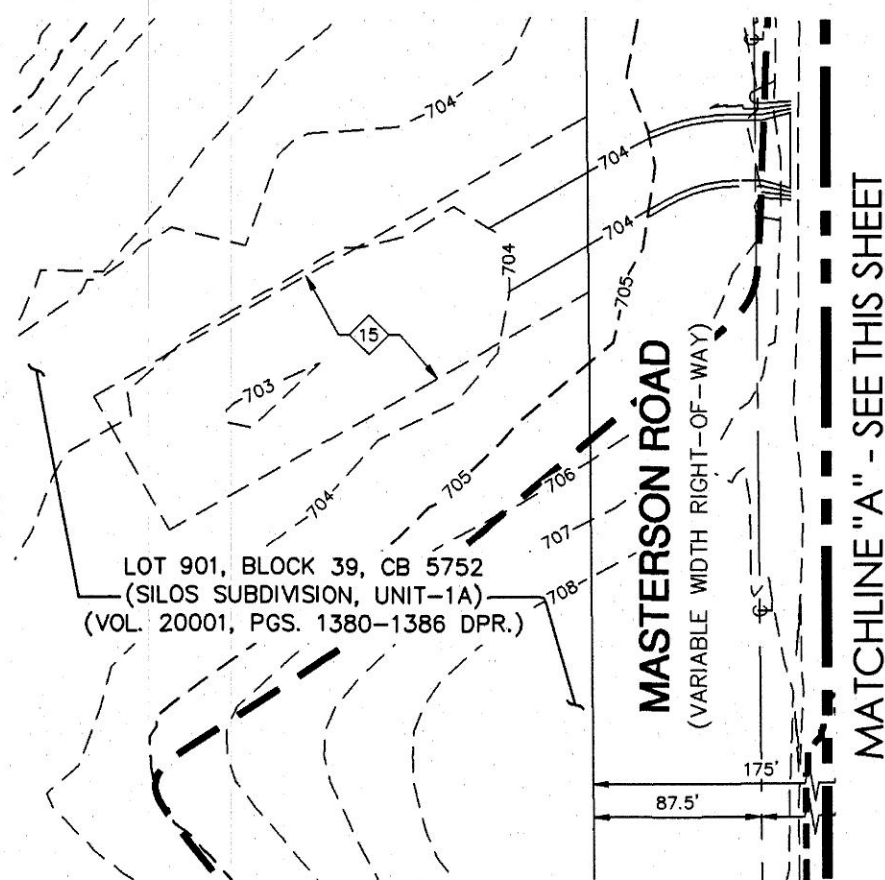 704
704
704
704
705
15
703
MATCHLINE "A" - SEE THIS SHEET
MASTERSON ROAD
(VARIABLE WIDTH RIGHT-OF-WAY)
705
706
704
707
708
LOT 901, BLOCK 39, CB 5752
(SILOS SUBDIVISION, UNIT-1A)
(VOL. 20001, PGS. 1380-1386 DPR.)
175'
87.5'